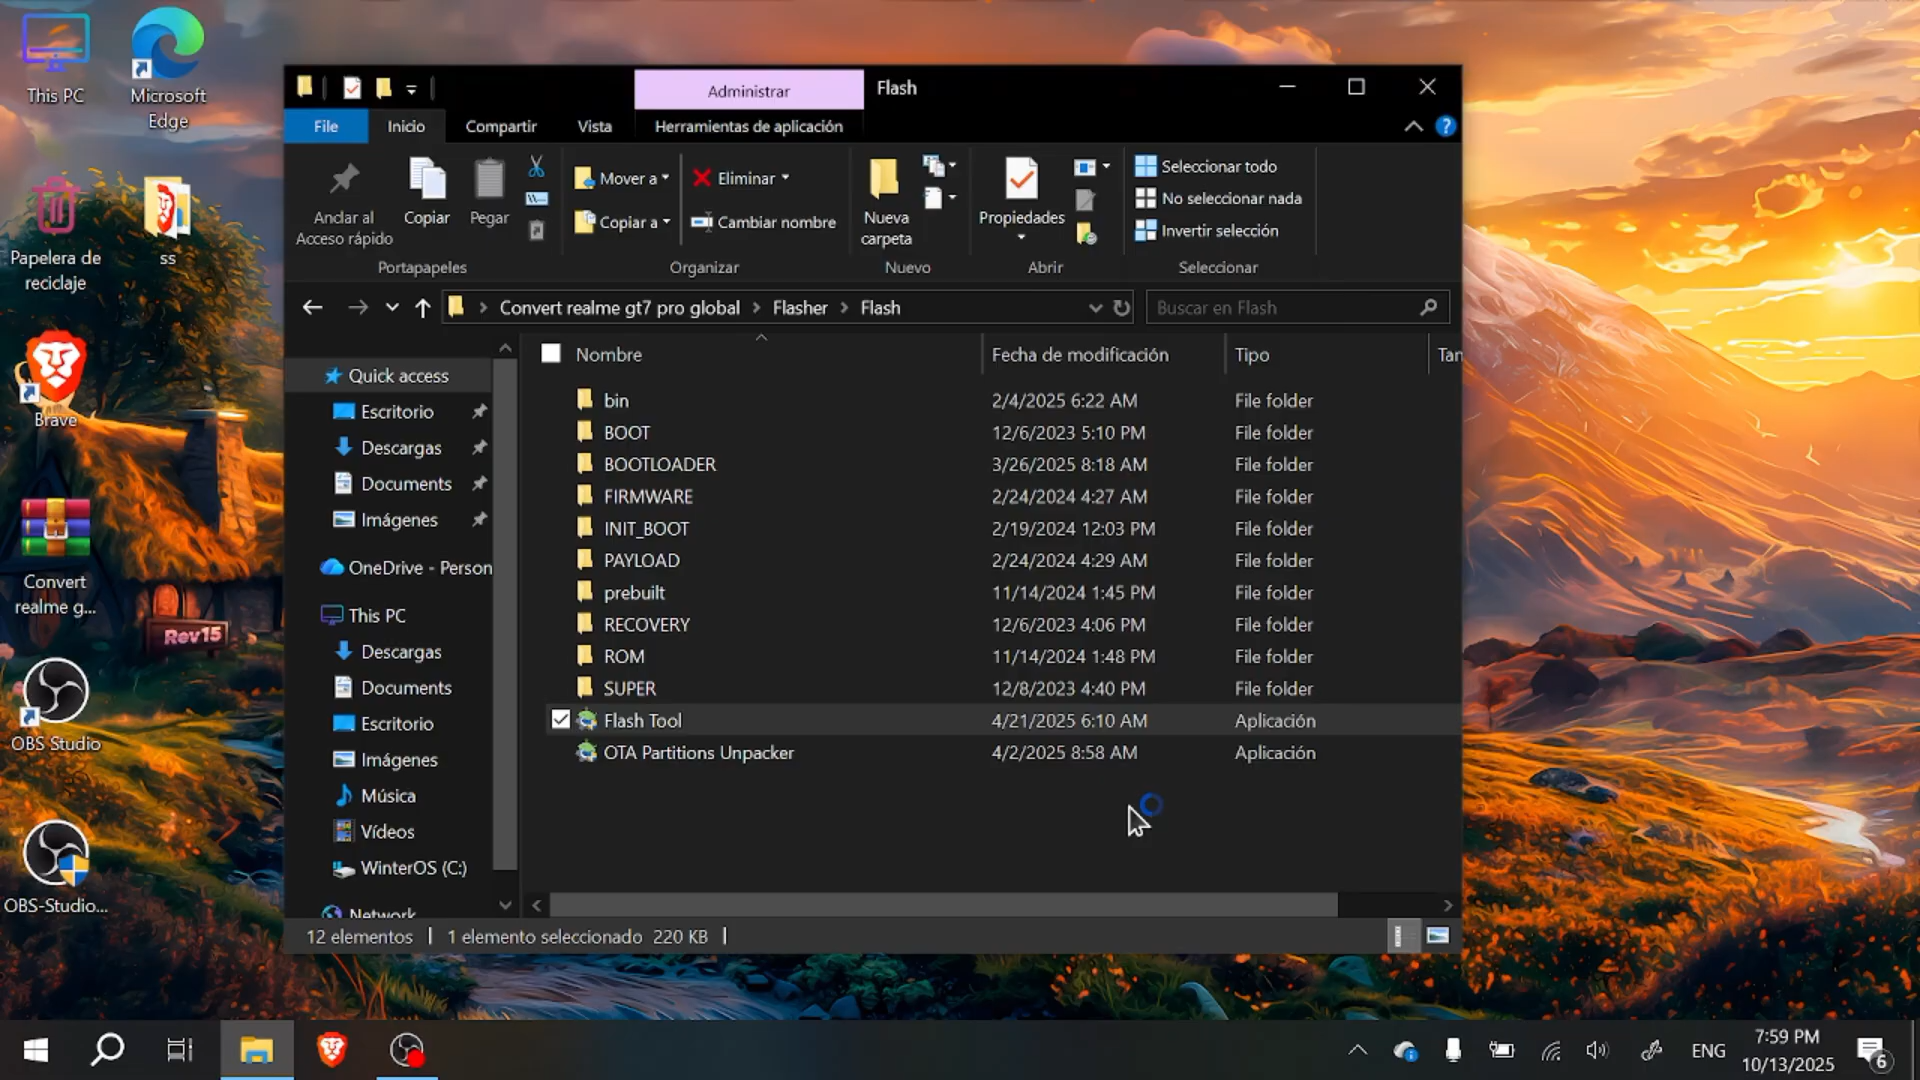 This PC
Microsoft
Edge
Papelera de
reciclaje
ss
Brave
Convert
realme g...
OBS Studio
OBS-Studio...
Rev15
Administrar
Flash
File
Inicio
Compartir
Vista
Herramientas de aplicación
Anclar al
Acceso rápido
Copiar
Pegar
Portapapeles
Mover a
Copiar a
Eliminar
Cambiar nombre
Organizar
Nueva
carpeta
Nuevo
Propiedades
Abrir
Seleccionar todo
No seleccionar nada
Invertir selección
Seleccionar
Convert realme gt7 pro global > Flasher > Flash
Buscar en Flash
Quick access
Escritorio
Descargas
Documents
Imágenes
OneDrive - Person
This PC
Descargas
Documents
Escritorio
Imágenes
Música
Vídeos
WinterOS (C:)
Network
Nombre Fecha de modificación Tipo Tan
bin 2/4/2025 6:22 AM File folder
BOOT 12/6/2023 5:10 PM File folder
BOOTLOADER 3/26/2025 8:18 AM File folder
FIRMWARE 2/24/2024 4:27 AM File folder
INIT_BOOT 2/19/2024 12:03 PM File folder
PAYLOAD 2/24/2024 4:29 AM File folder
prebuilt 11/14/2024 1:45 PM File folder
RECOVERY 12/6/2023 4:06 PM File folder
ROM 11/14/2024 1:48 PM File folder
SUPER 12/8/2023 4:40 PM File folder
Flash Tool 4/21/2025 6:10 AM Aplicación
OTA Partitions Unpacker 4/2/2025 8:58 AM Aplicación
12 elementos 1 elemento seleccionado 220 KB
ENG
7:59 PM
10/13/2025
6